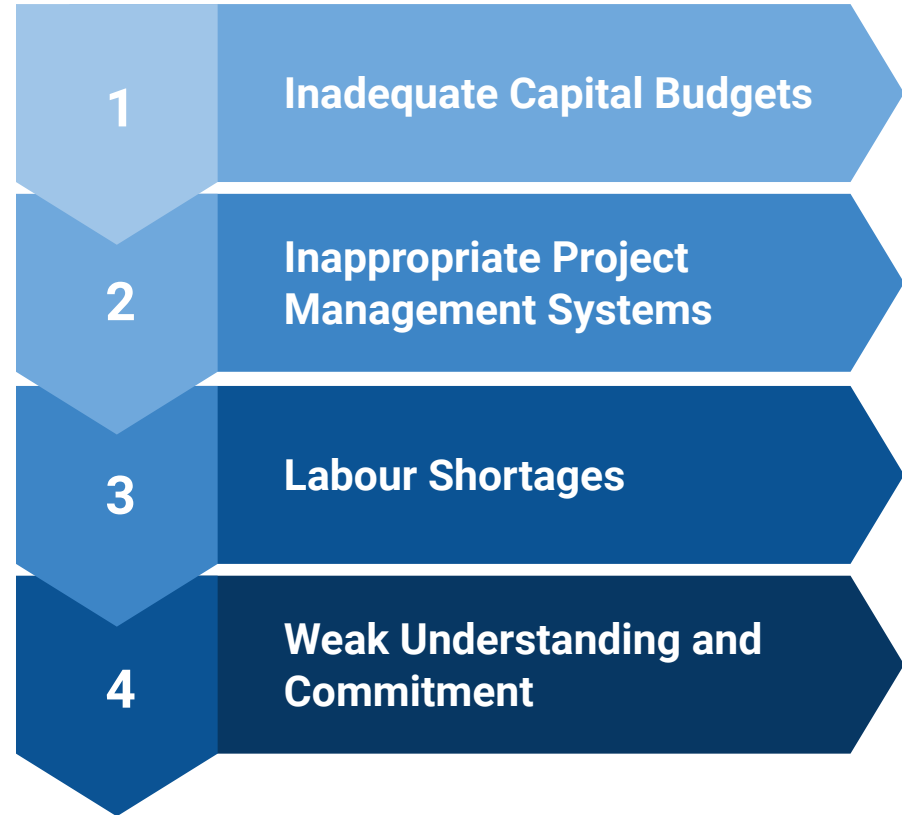 1
Inadequate Capital Budgets
2
Inappropriate Project
Management Systems
3
Labour Shortages
4
Weak Understanding and
Commitment